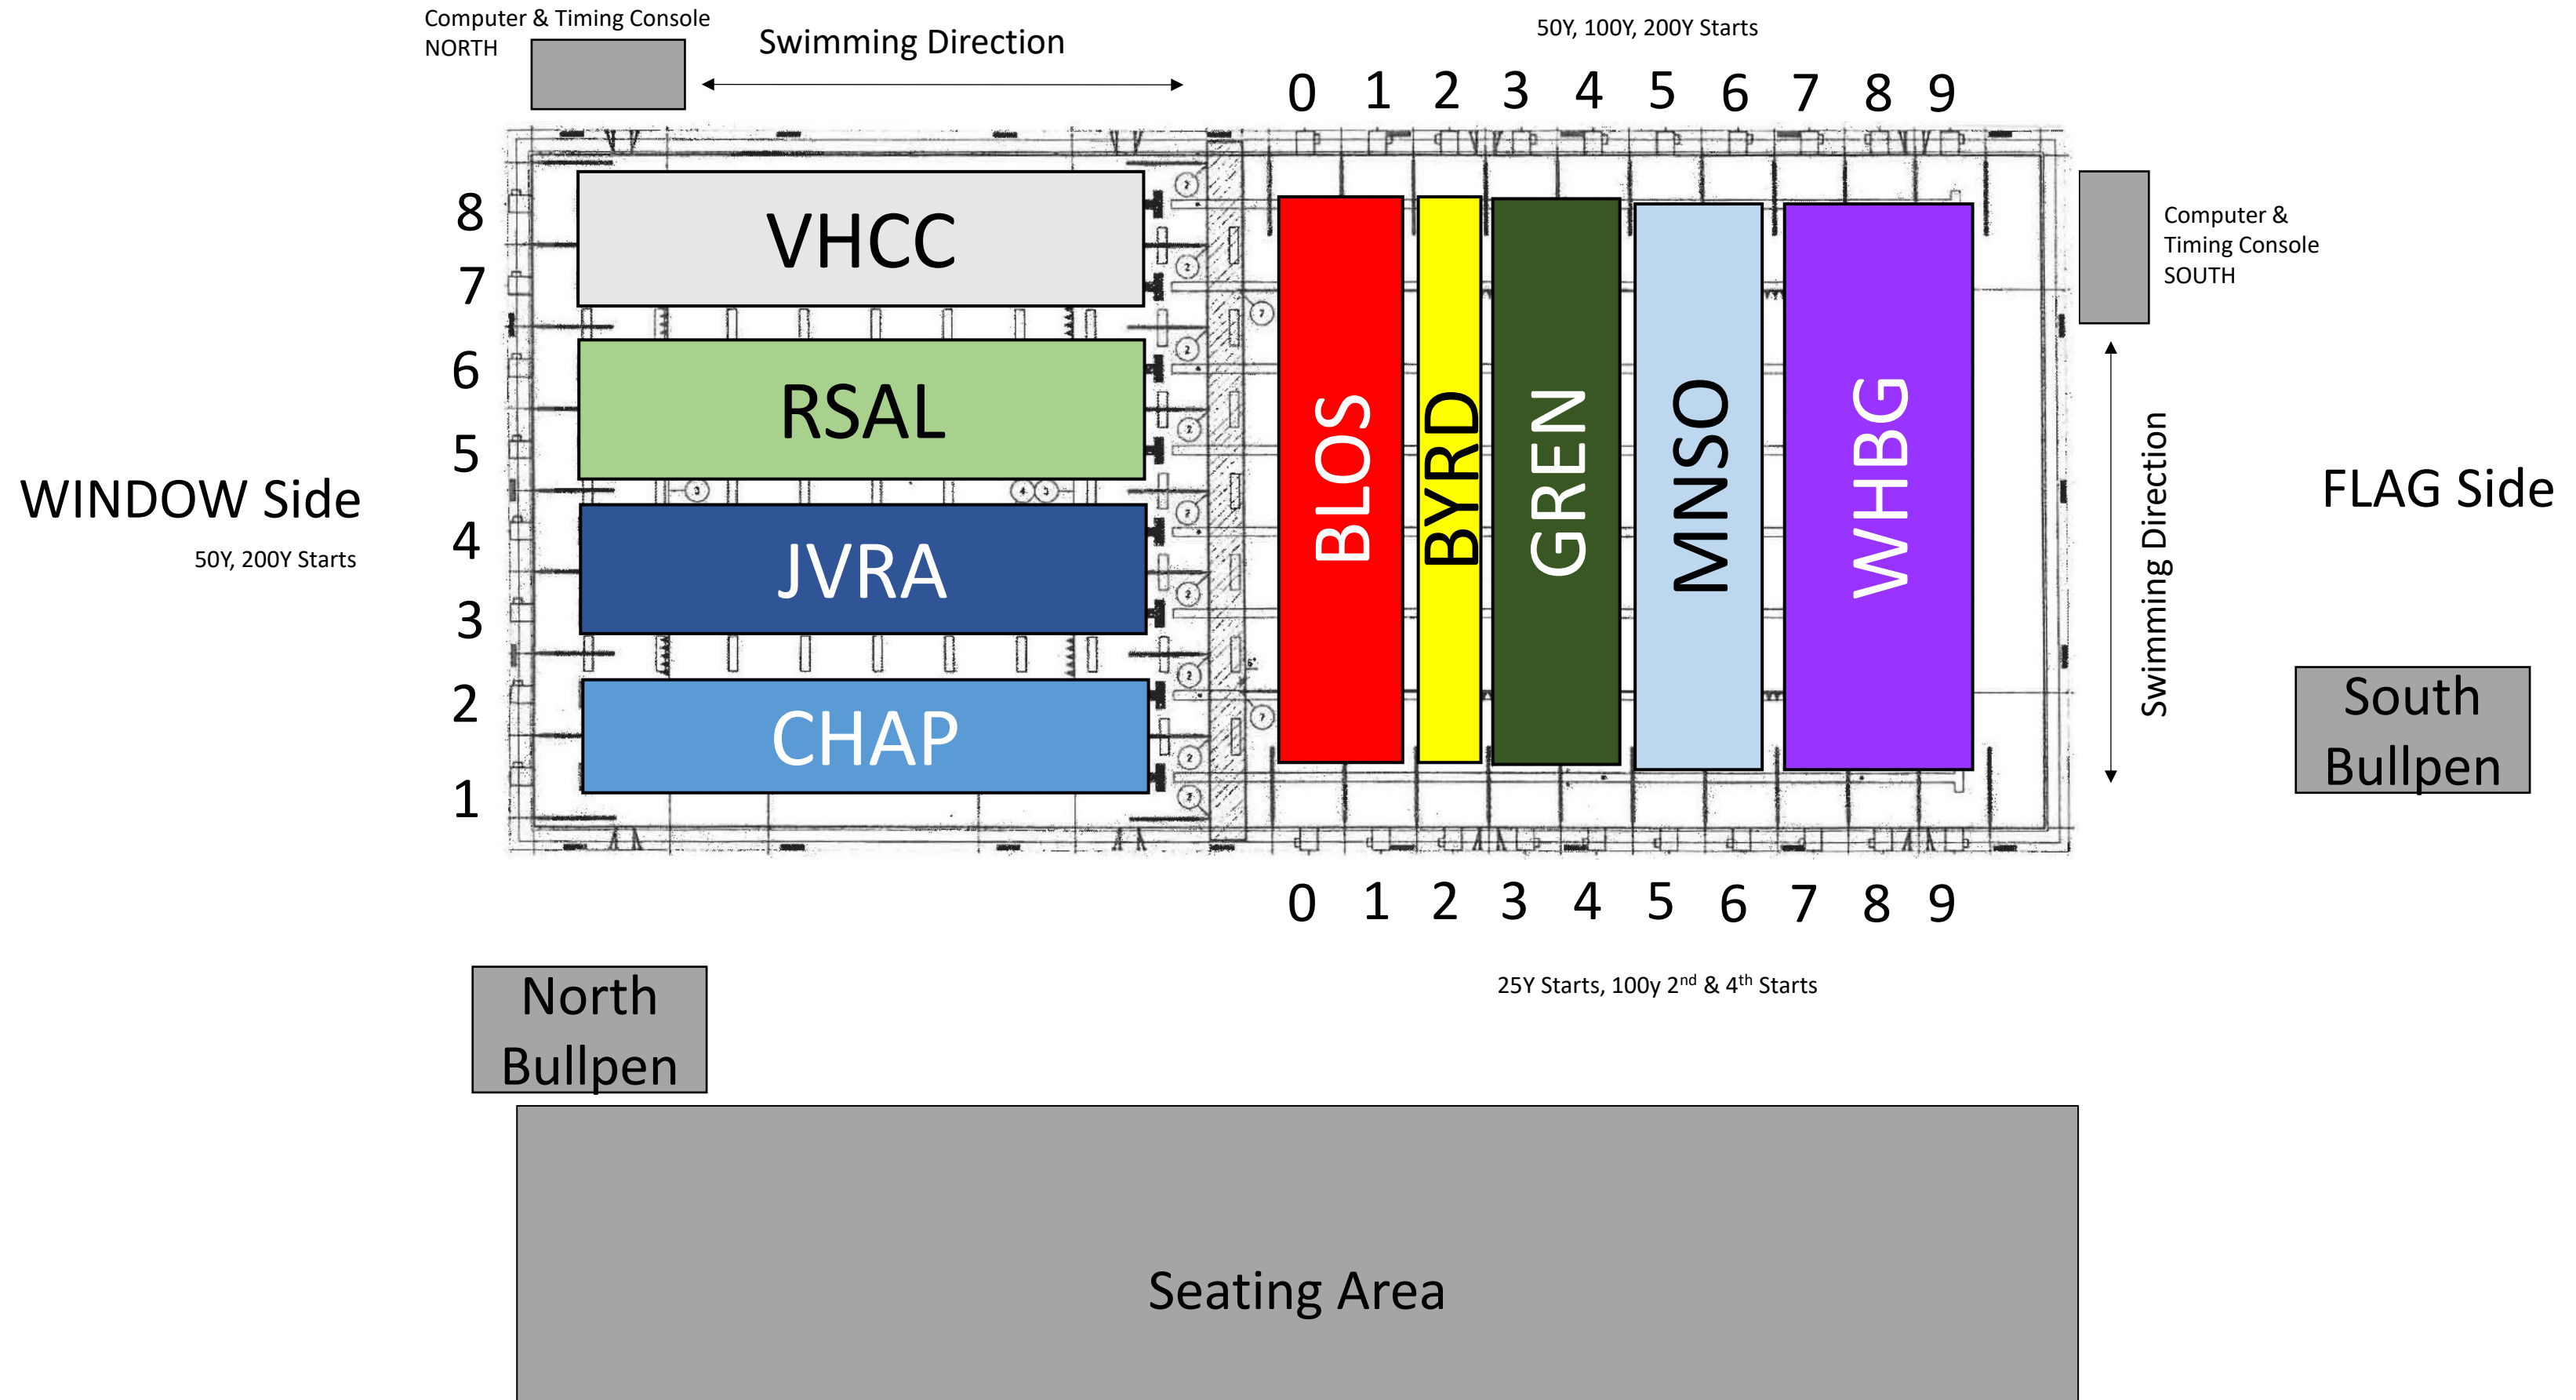 Computer & Timing Console
NORTH
Swimming Direction
50Y, 100Y, 200Y Starts
0 1 2 3 4 5 6 7 8 9
8
7
6
5
4
3
2
1
VHCC
RSAL
JVRA
CHAP
BLOS
BYRD
GREN
MNSO
WHBG
Computer &
Timing Console
SOUTH
Swimming Direction
WINDOW Side
50Y, 200Y Starts
FLAG Side
South
Bullpen
0 1 2 3 4 5 6 7 8 9
25Y Starts, 100y 2nd & 4th Starts
North
Bullpen
Seating Area